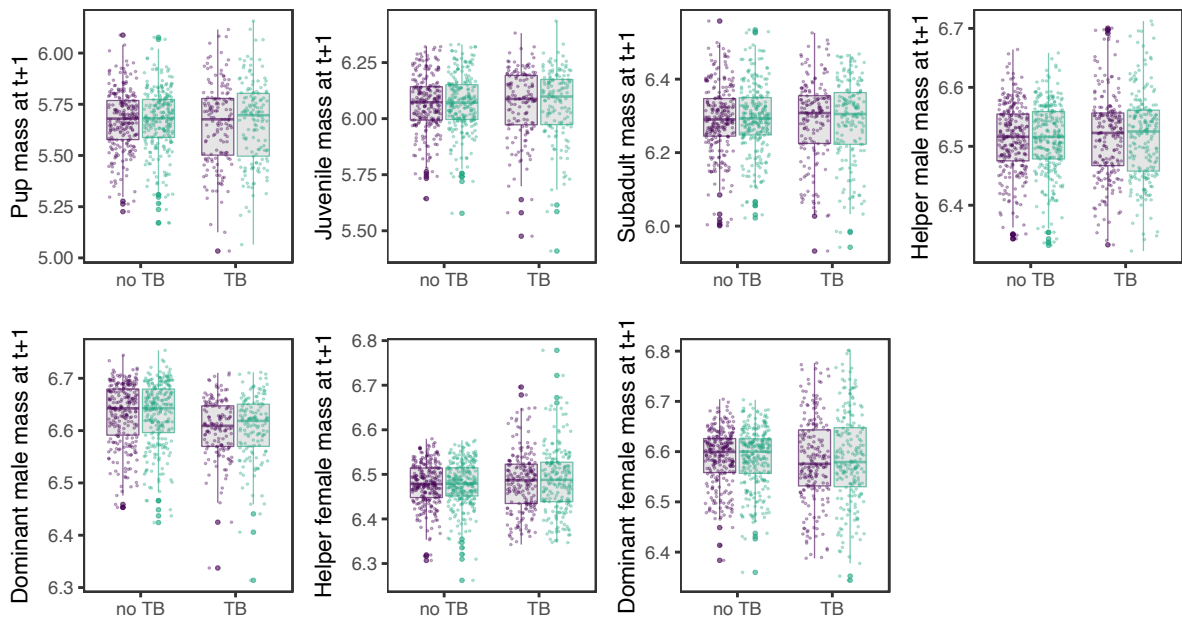 Pup mass at t+1
6.00
5.75
5.50
5.25
5.00
no TB
TB
Juvenile mass at t+1
6.25
6.00
5.75
5.50
no TB
TB
Subadult mass at t+1
6.4
6.2
6.0
no TB
TB
Helper male mass at t+1
6.7
6.6
6.5
6.4
no TB
TB
Dominant male mass at t+1
6.7
6.6
6.5
6.4
6.3
no TB
TB
Helper female mass at t+1
6.8
6.7
6.6
6.5
6.4
6.3
no TB
TB
Dominant female mass at t+1
6.8
6.7
6.6
6.5
6.4
no TB
TB